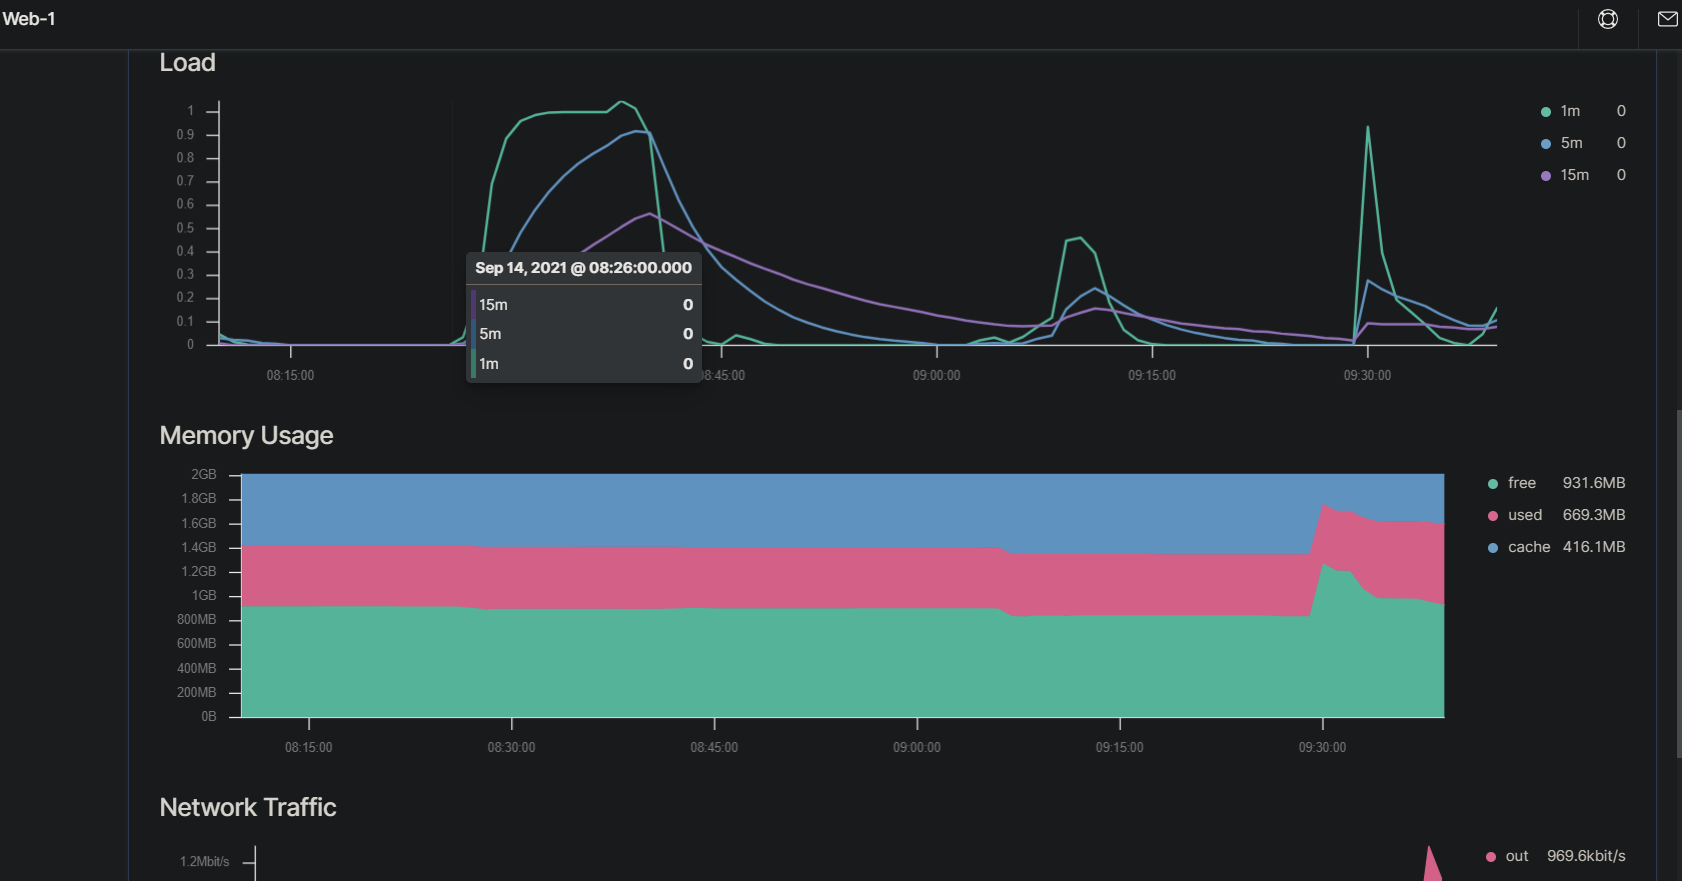 Web-1
Load
1
0.9
0.8
0.7
0.6
0.5
0.4
0.3
0.2
0.1
0
08:15:00
8:45:00
09:00:00
09:15:00
09:30:00
1m 0
5m 0
15m 0
Sep 14, 2021 @ 08:26:00.000
15m 0
5m 0
1m 0
Memory Usage
2GB
1.8GB
1.6GB
1.4GB
1.2GB
1GB
800MB
600MB
400MB
200MB
0B
08:15:00
08:30:00
08:45:00
09:00:00
09:15:00
09:30:00
free 931.6MB
used 669.3MB
cache 416.1MB
Network Traffic
1.2Mbit/s
out 969.6kbit/s